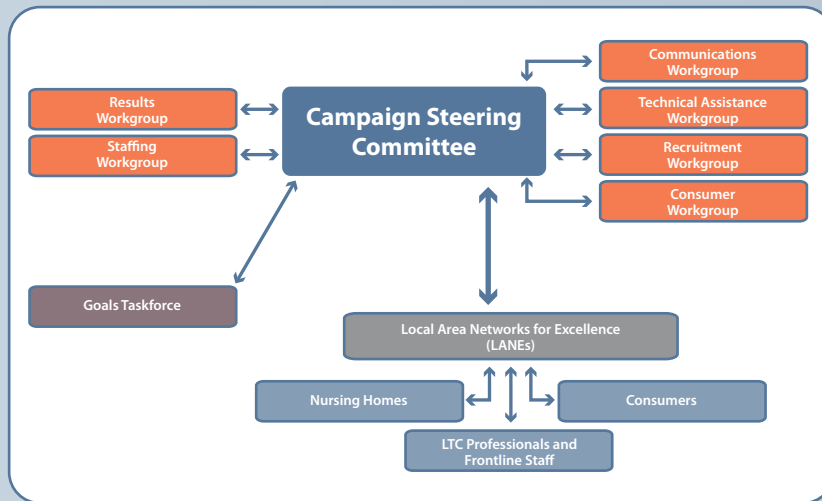 Communications
Workgroup
Results
Workgroup
Campaign Steering
Committee
Technical Assistance
Workgroup
Staffing
Workgroup
Recruitment
Workgroup
Consumer
Workgroup
Goals Taskforce
Local Area Networks for Excellence
(LANEs)
Nursing Homes
Consumers
LTC Professionals and
Frontline Staff